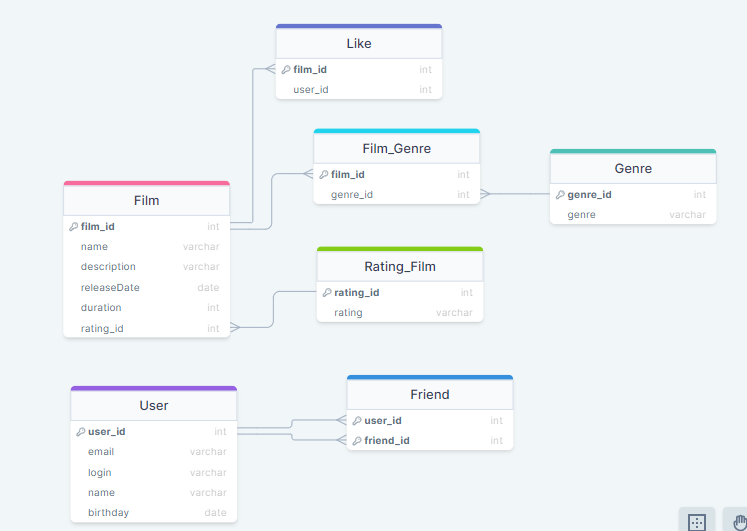 Like
film_id int
user_id int
Film_Genre
film_id int
genre_id int
Genre
genre_id int
genre varchar
Film
film_id int
name varchar
description varchar
releaseDate date
duration int
rating_id int
Rating_Film
rating_id int
rating varchar
User
user_id int
email varchar
login varchar
name varchar
birthday date
Friend
user_id int
friend_id int